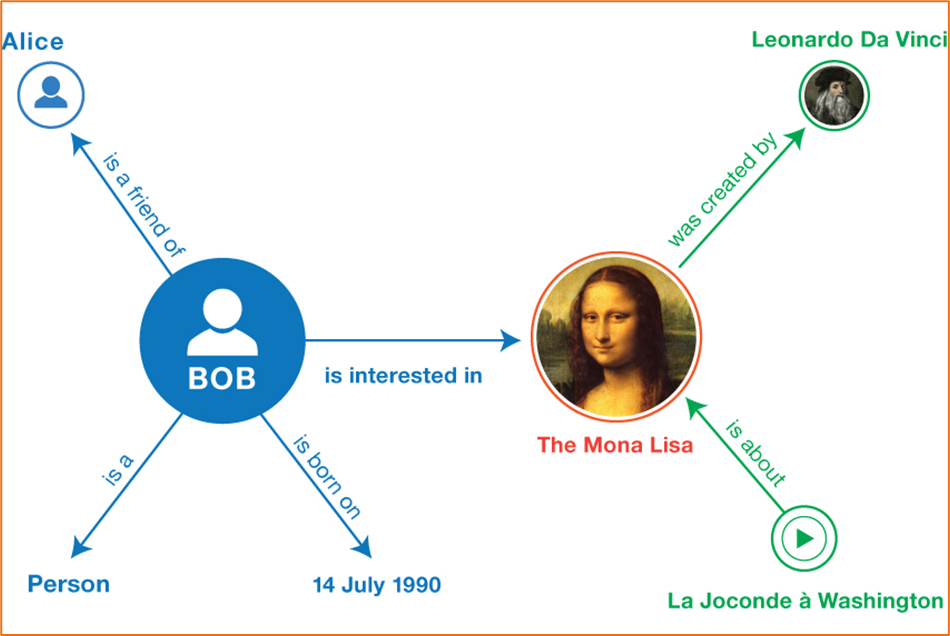 Alice
Leonardo Da Vinci
is a friend of
was created by
BOB
is interested in
The Mona Lisa
is a
is born on
is about
Person
14 July 1990
La Joconde à Washington